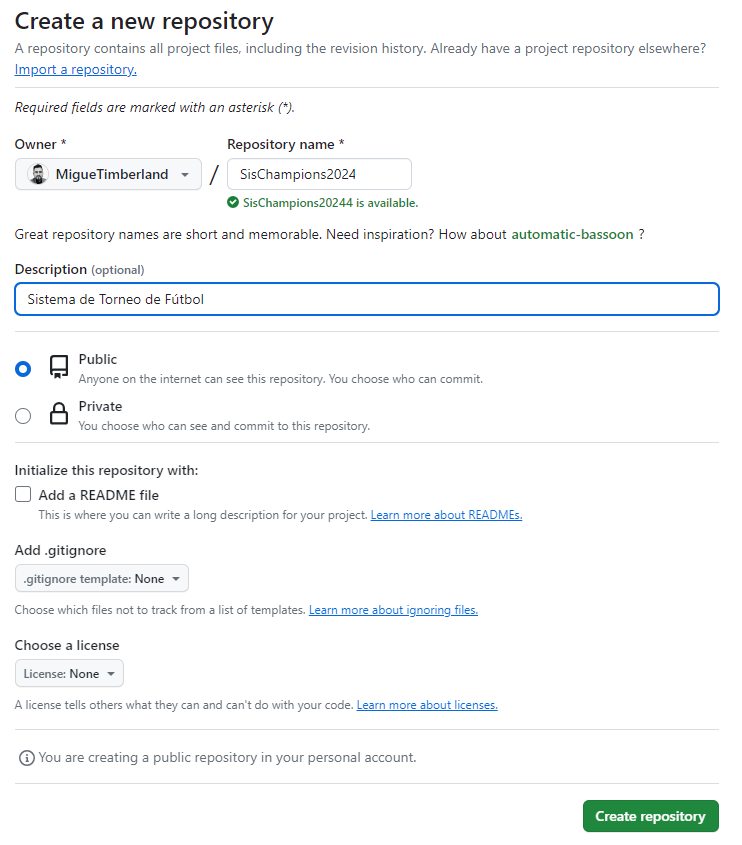 Create a new repository
A repository contains all project files, including the revision history. Already have a project repository elsewhere?
Import a repository.
Required fields are marked with an asterisk (*).
Owner *
Repository name *
MigueTimberland
/
SisChampions2024
SisChampions20244 is available.
Great repository names are short and memorable. Need inspiration? How about automatic-bassoon ?
Description (optional)
Sistema de Torneo de Fútbol
Public
Anyone on the internet can see this repository. You choose who can commit.
Private
You choose who can see and commit to this repository.
Initialize this repository with:
Add a README file
This is where you can write a long description for your project. Learn more about READMEs.
Add .gitignore
.gitignore template: None
Choose which files not to track from a list of templates. Learn more about ignoring files.
Choose a license
License: None
A license tells others what they can and can't do with your code. Learn more about licenses.
You are creating a public repository in your personal account.
Create repository